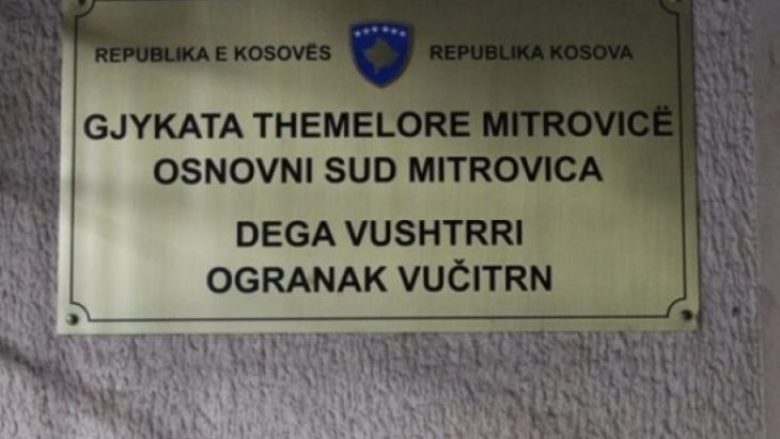 REPUBLIKA E KOSOVËS REPUBLIKA KOSOVA
GJYKATA THEMELORE MITROVICË
OSNOVNI SUD MITROVICA
DEGA VUSHTRRI
OGRANAK VUČITRN